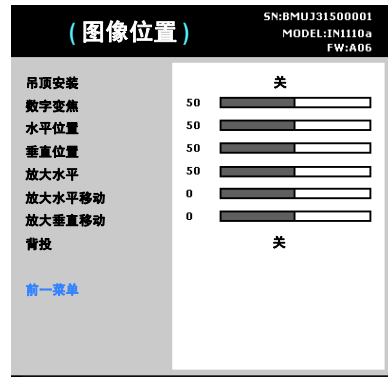 (图像位置)
SN:BMUJ31500001
MODEL:IN1110a
FW:A06
吊顶安装 关
数字变焦 50
水平位置 50
垂直位置 50
放大水平 50
放大水平移动 0
放大垂直移动 0
背投 关
前一菜单